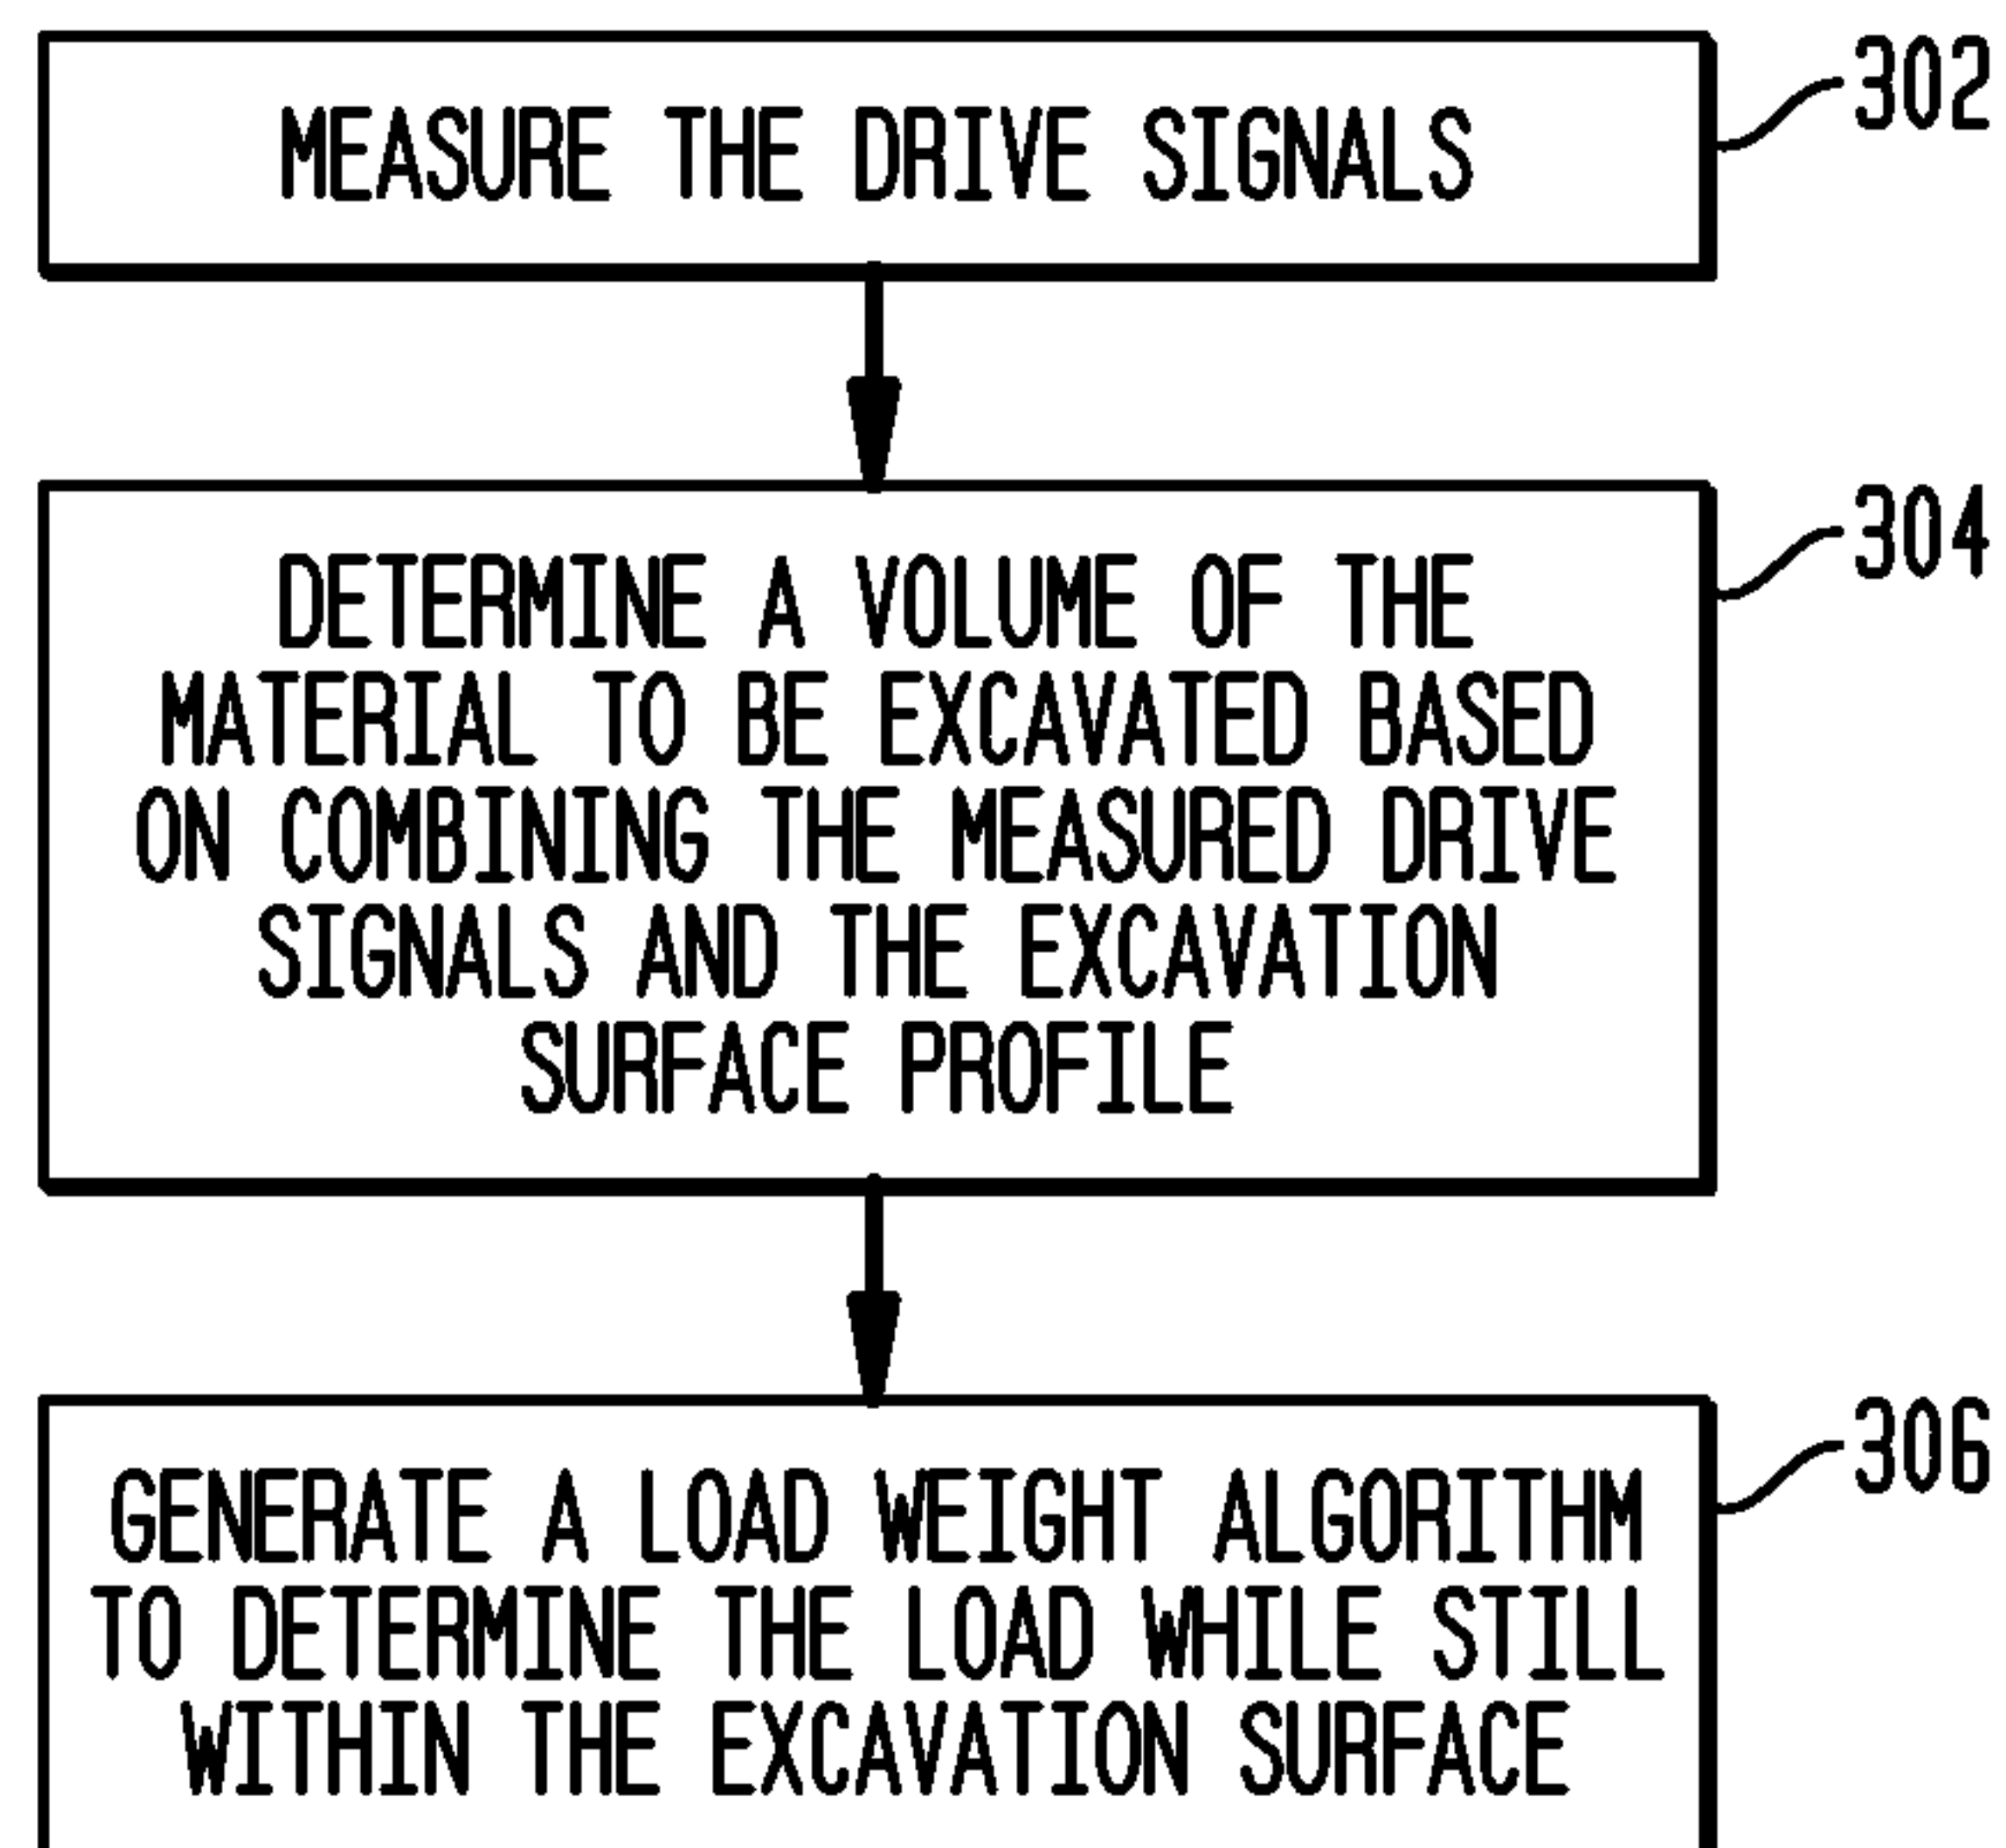 302
MEASURE THE DRIVE SIGNALS
304
DETERMINE A VOLUME OF THE
MATERIAL TO BE EXCAVATED BASED
ON COMBINING THE MEASURED DRIVE
SIGNALS AND THE EXCAVATION
SURFACE PROFILE
306
GENERATE A LOAD WEIGHT ALGORITHM
TO DETERMINE THE LOAD WHILE STILL
WITHIN THE EXCAVATION SURFACE